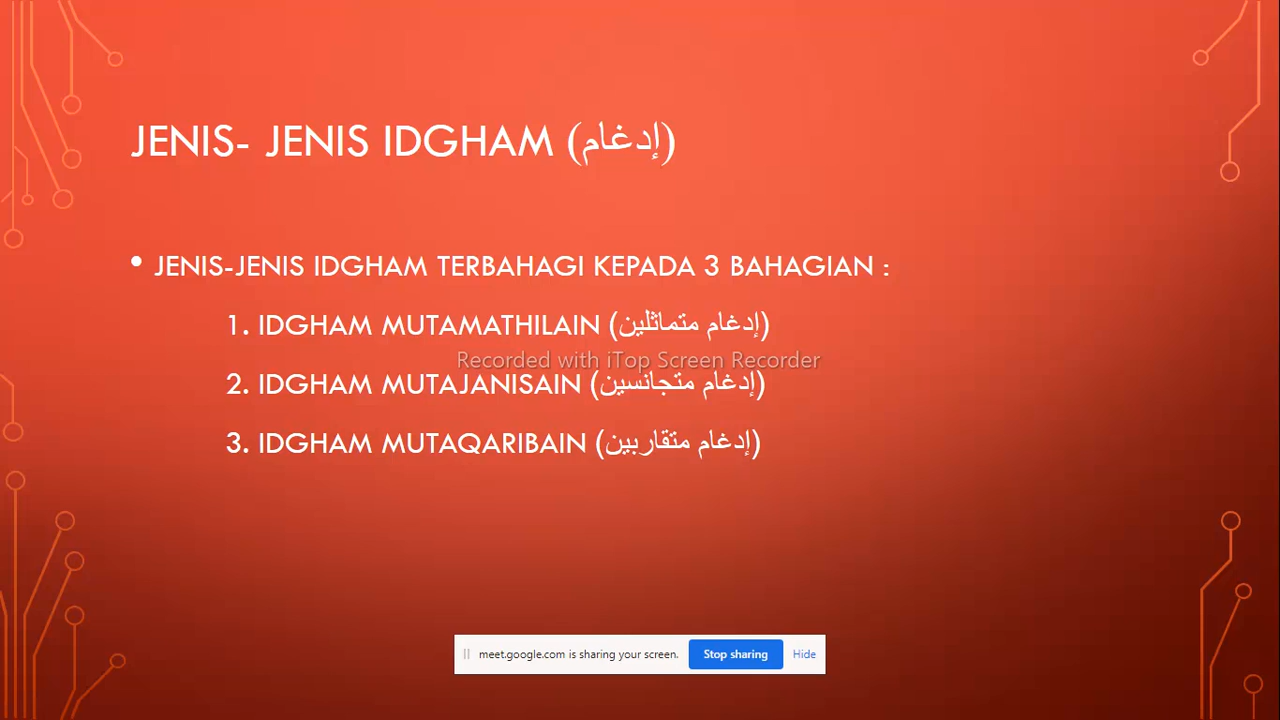 JENIS- JENIS IDGHAM (إدغام)
• JENIS-JENIS IDGHAM TERBAHAGI KEPADA 3 BAHAGIAN :
1. IDGHAM MUTAMATHILAIN (إدغام متماثلين)
Recorded with iTop Screen Recorder
2. IDGHAM MUTAJANISAIN (إدغام متجانسين)
3. IDGHAM MUTAQARIBAIN (إدغام متقاربين)
meet.google.com is sharing your screen. Stop sharing Hide